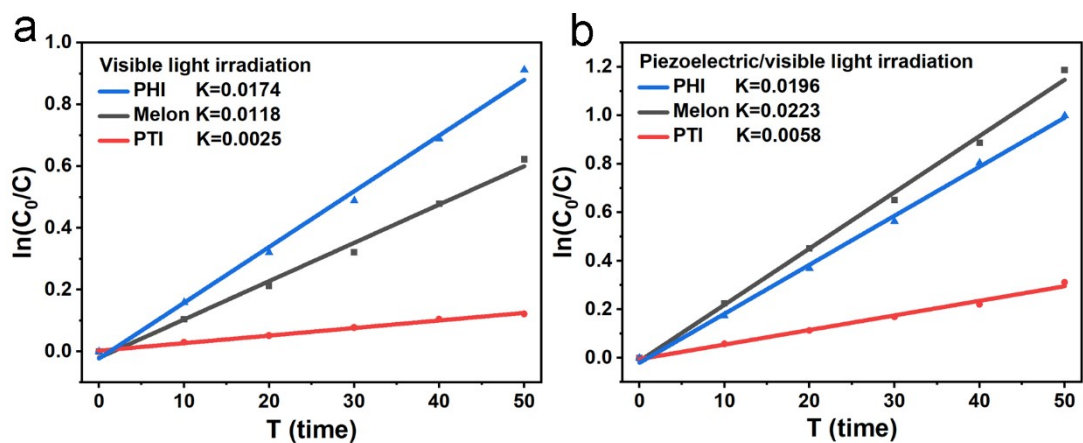 a
Visible light irradiation
PHI K=0.0174
Melon K=0.0118
PTI K=0.0025
ln(C₀/C)
1.0
0.8
0.6
0.4
0.2
0.0
0 10 20 30 40 50
T (time)
b
Piezoelectric/visible light irradiation
PHI K=0.0196
Melon K=0.0223
PTI K=0.0058
ln(C₀/C)
1.2
1.0
0.8
0.6
0.4
0.2
0.0
0 10 20 30 40 50
T (time)